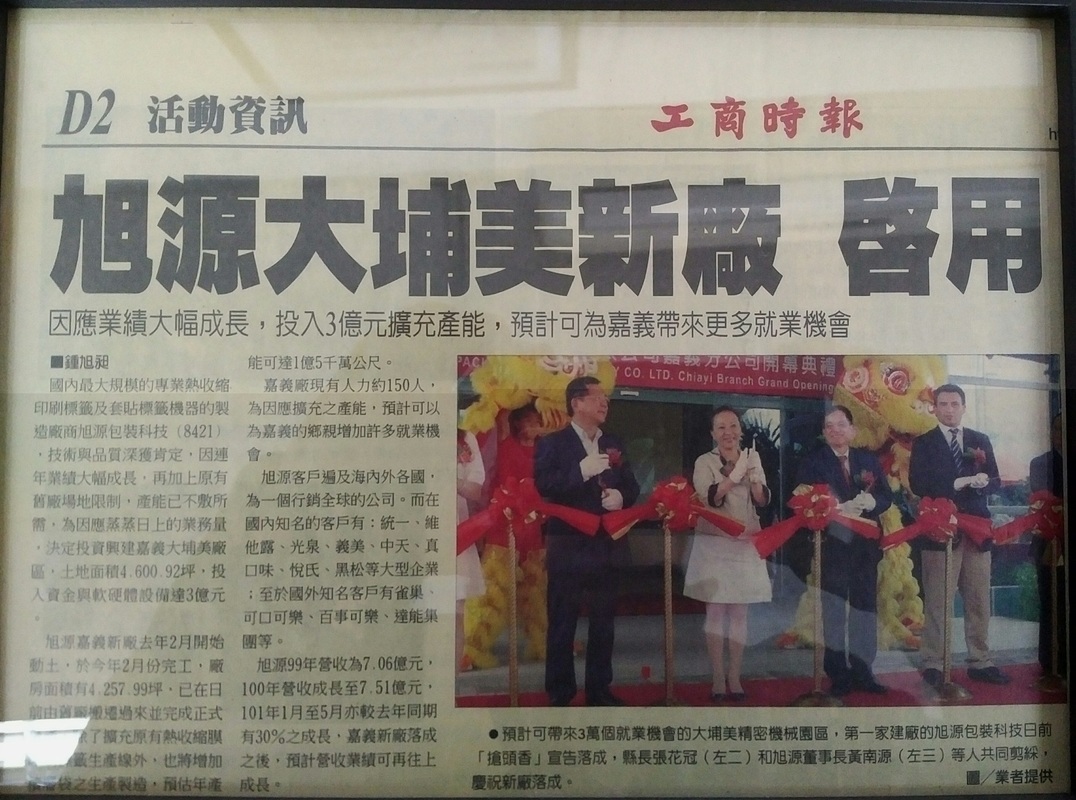 D2 活動資訊
工商時報
旭源大埔美新廠 啓用
因應業績大幅成長，投入3億元擴充產能，預計可為嘉義帶來更多就業機會
■鍾旭昶
國內最大規模的專業熱收縮
印刷標籤及套貼標籤機器的製
造廠商旭源包裝科技（8421）
，技術與品質深獲肯定，因連
年業績大幅成長，再加上原有
舊廠場地限制，產能已不敷所
需，為因應蒸蒸日上的業務量
，決定投資興建嘉義大埔美廠
區，土地面積4,600.92坪，投
入資金與軟硬體設備達3億元
。
旭源嘉義新廠去年2月開始
動土，於今年2月份完工，廠
房面積有4,257.99坪，已在日
前由舊廠搬遷過來並完成正式
了擴充原有熱收縮膜
籤生產線外，也將增加
袋之生產製造，預估年產
能可達1億5千萬公尺。
嘉義廠現有人力約150人，
為因應擴充之產能，預計可以
為嘉義的鄉親增加許多就業機
會。
旭源客戶遍及海內外各國，
為一個行銷全球的公司。而在
國內知名的客戶有：統一、維
他露、光泉、義美、中天、真
口味、悅氏、黑松等大型企業
；至於國外知名客戶有雀巢、
可口可樂、百事可樂、達能集
團等。
旭源99年營收為7.06億元，
100年營收成長至7.51億元，
101年1月至5月亦較去年同期
有30%之成長，嘉義新廠落成
之後，預計營收業績可再往上
成長。
公司嘉義分公司開幕典禮
CO. LTD. Chiayi Branch Grand Opening
●預計可帶來3萬個就業機會的大埔美精密機械園區，第一家建廠的旭源包裝科技日前
「搶頭香」宣告落成，縣長張花冠（左二）和旭源董事長黃南源（左三）等人共同剪綵，
慶祝新廠落成。
圖／業者提供